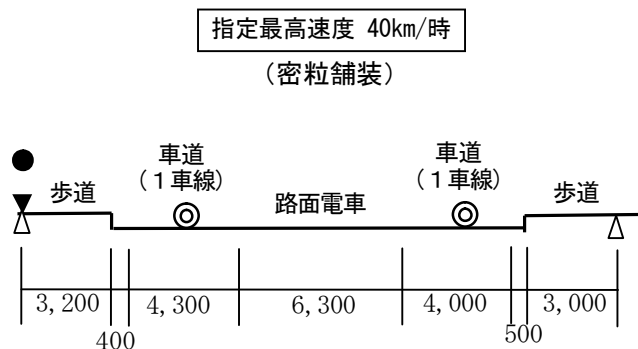 指定最高速度 40km/時
（密粒舗装）
車道
（１車線）
車道
（１車線）
歩道
路面電車
歩道
3,200
4,300
6,300
4,000
3,000
400
500